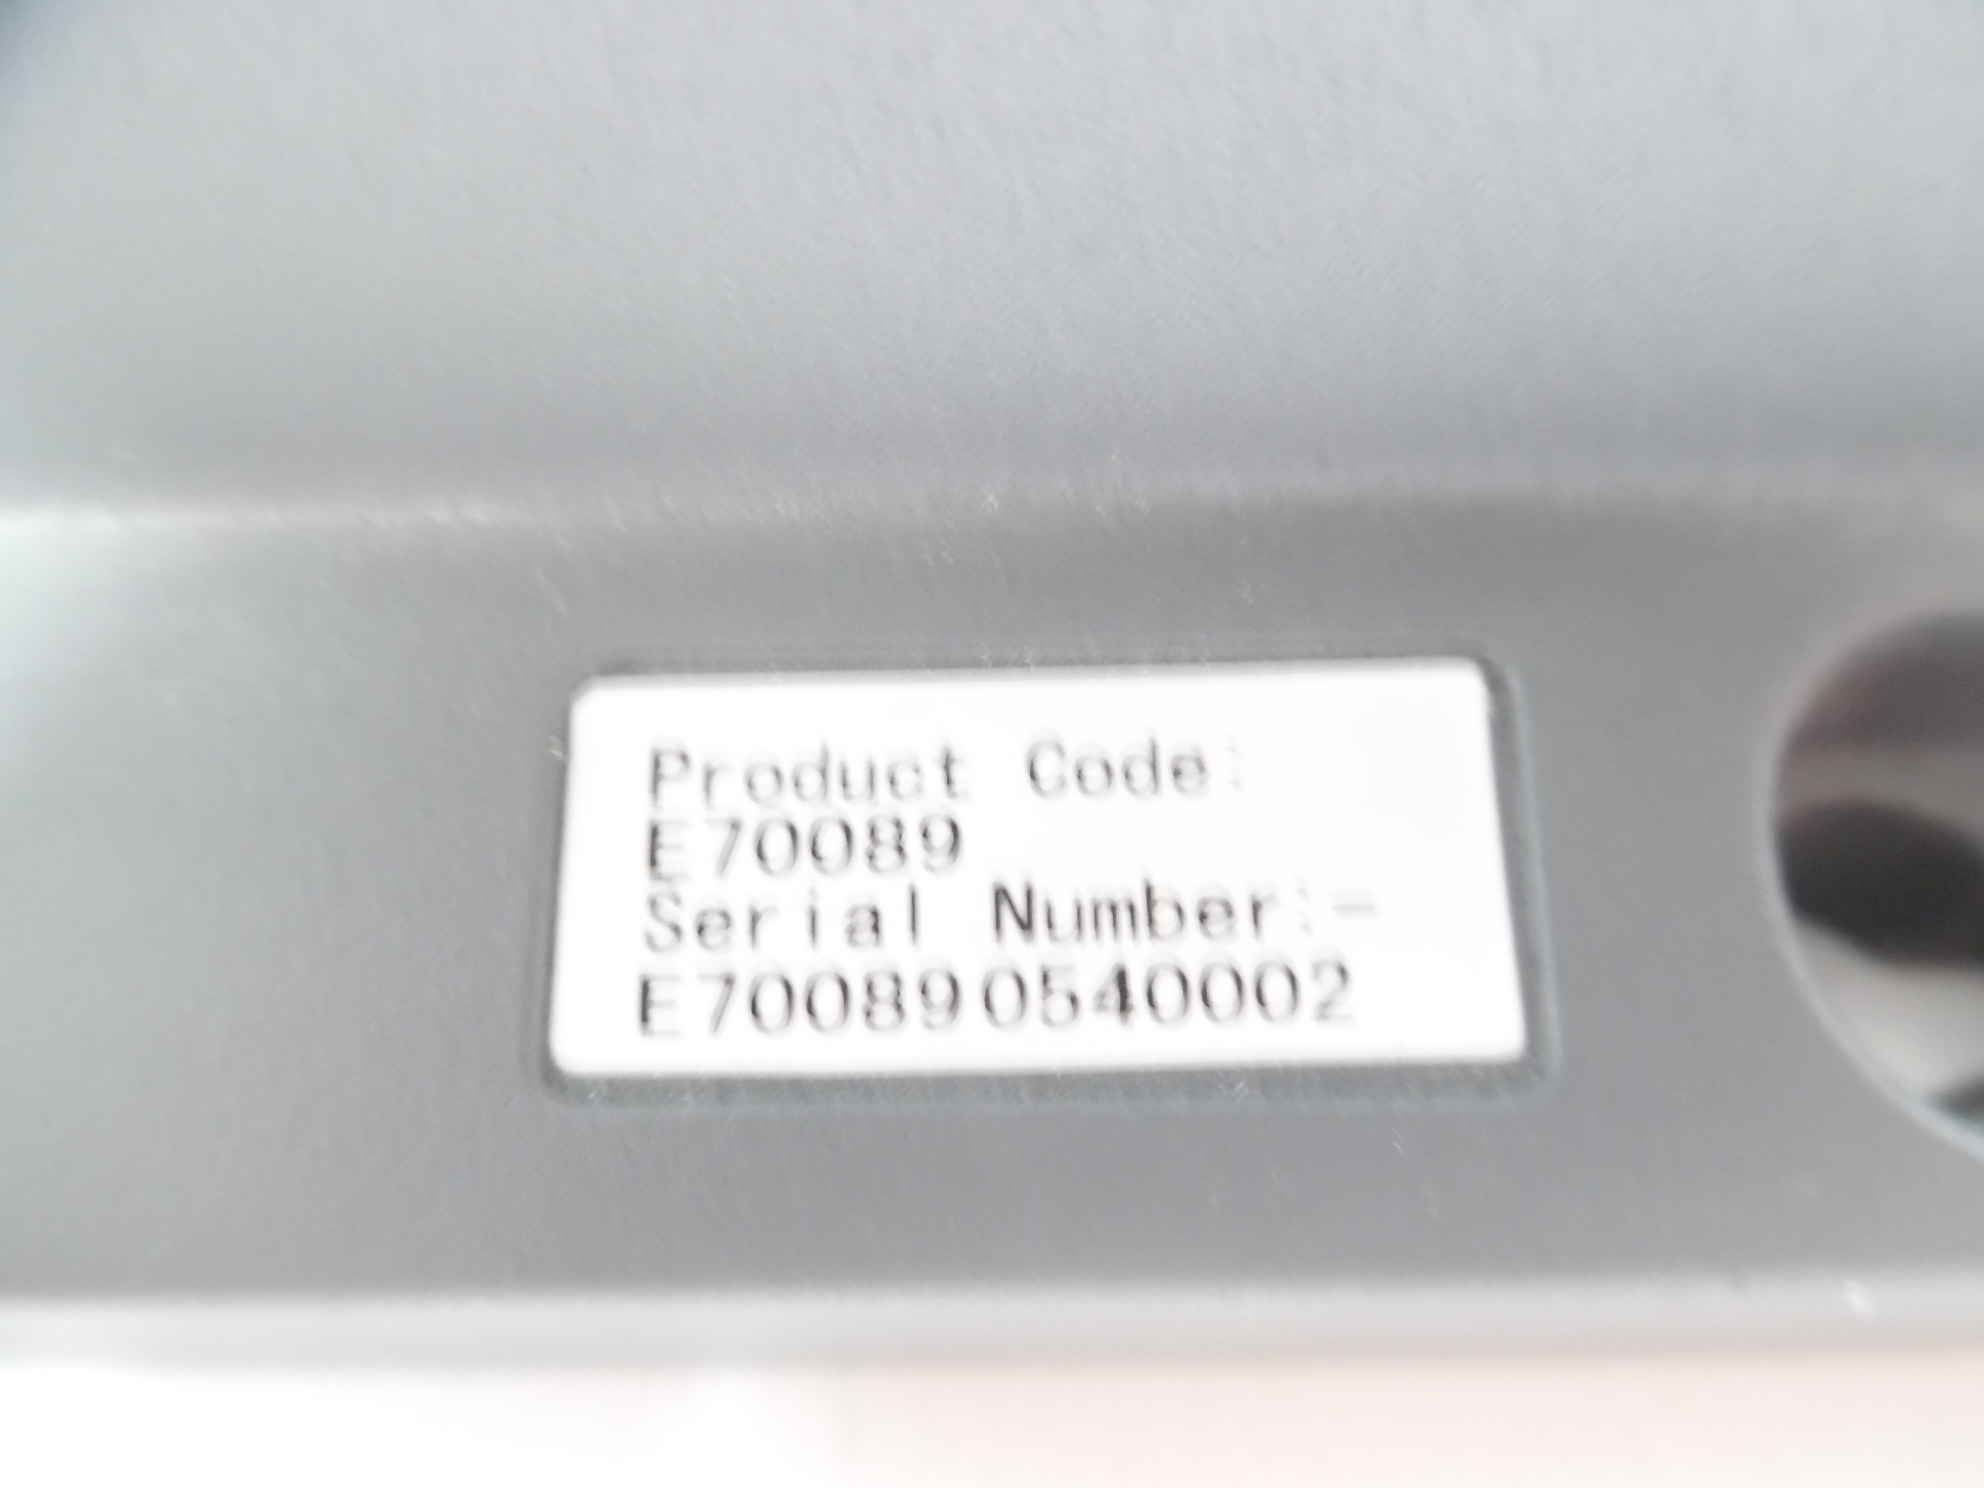 Product Code:
E70089
Serial Number:-
E700890540002